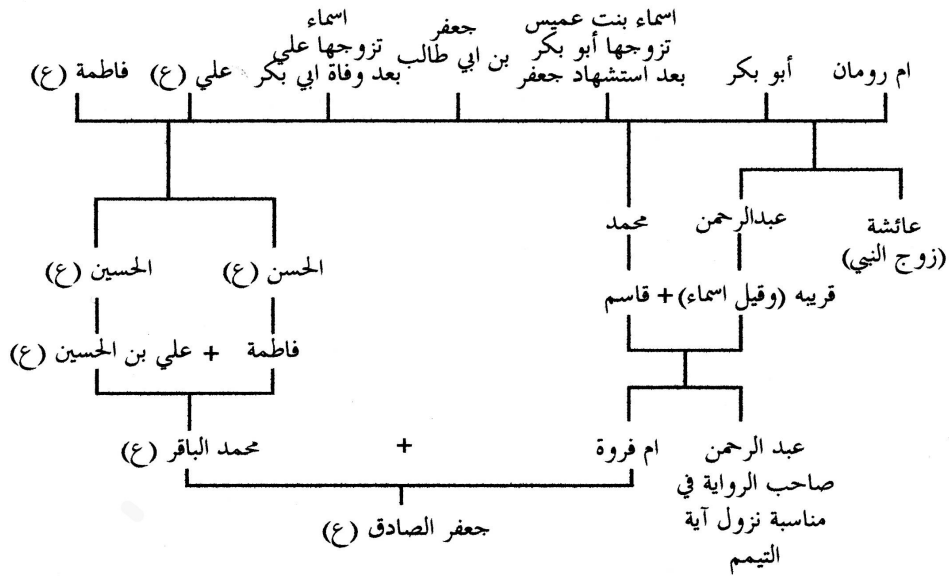 ام رومان
أبو بكر
اسماء بنت عميس
تزوجها أبو بكر
بعد استشهاد جعفر
جعفر
بن ابي طالب
اسماء
تزوجها علي
بعد وفاة ابي بكر
علي (ع)
فاطمة (ع)
عائشة
(زوج النبي)
عبدالرحمن
محمد
الحسن (ع)
الحسين (ع)
قريبه (وقيل اسماء) + قاسم
فاطمة + علي بن الحسين (ع)
عبد الرحمن
صاحب الرواية في
مناسبة نزول آية
التيمم
ام فروة + محمد الباقر (ع)
جعفر الصادق (ع)